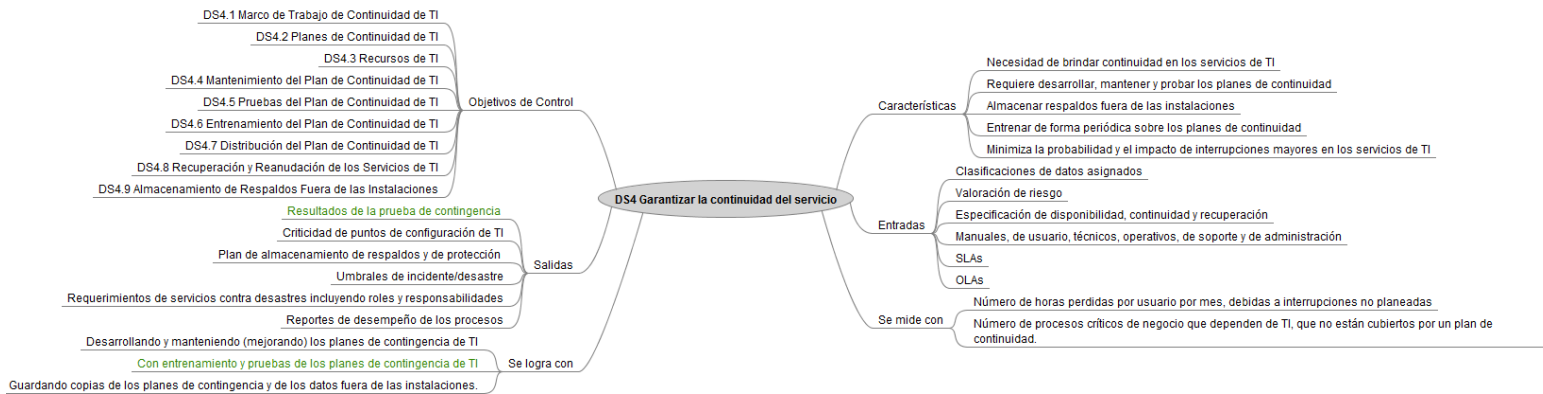 DS4.1 Marco de Trabajo de Continuidad de TI
DS4.2 Planes de Continuidad de TI
DS4.3 Recursos de TI
DS4.4 Mantenimiento del Plan de Continuidad de TI
DS4.5 Pruebas del Plan de Continuidad de TI
DS4.6 Entrenamiento del Plan de Continuidad de TI
DS4.7 Distribución del Plan de Continuidad de TI
DS4.8 Recuperación y Reanudación de los Servicios de TI
DS4.9 Almacenamiento de Respaldos Fuera de las Instalaciones
Objetivos de Control
Resultados de la prueba de contingencia
Criticidad de puntos de configuración de TI
Plan de almacenamiento de respaldos y de protección
Umbrales de incidente/desastre
Requerimientos de servicios contra desastres incluyendo roles y responsabilidades
Reportes de desempeño de los procesos
Salidas
Desarrollando y manteniendo (mejorando) los planes de contingencia de TI
Con entrenamiento y pruebas de los planes de contingencia de TI
Guardando copias de los planes de contingencia y de los datos fuera de las instalaciones.
Se logra con
DS4 Garantizar la continuidad del servicio
Características
Necesidad de brindar continuidad en los servicios de TI
Requiere desarrollar, mantener y probar los planes de continuidad
Almacenar respaldos fuera de las instalaciones
Entrenar de forma periódica sobre los planes de continuidad
Minimiza la probabilidad y el impacto de interrupciones mayores en los servicios de TI
Entradas
Clasificaciones de datos asignados
Valoración de riesgo
Especificación de disponibilidad, continuidad y recuperación
Manuales, de usuario, técnicos, operativos, de soporte y de administración
SLAs
OLAs
Se mide con
Número de horas perdidas por usuario por mes, debidas a interrupciones no planeadas
Número de procesos críticos de negocio que dependen de TI, que no están cubiertos por un plan de
continuidad.